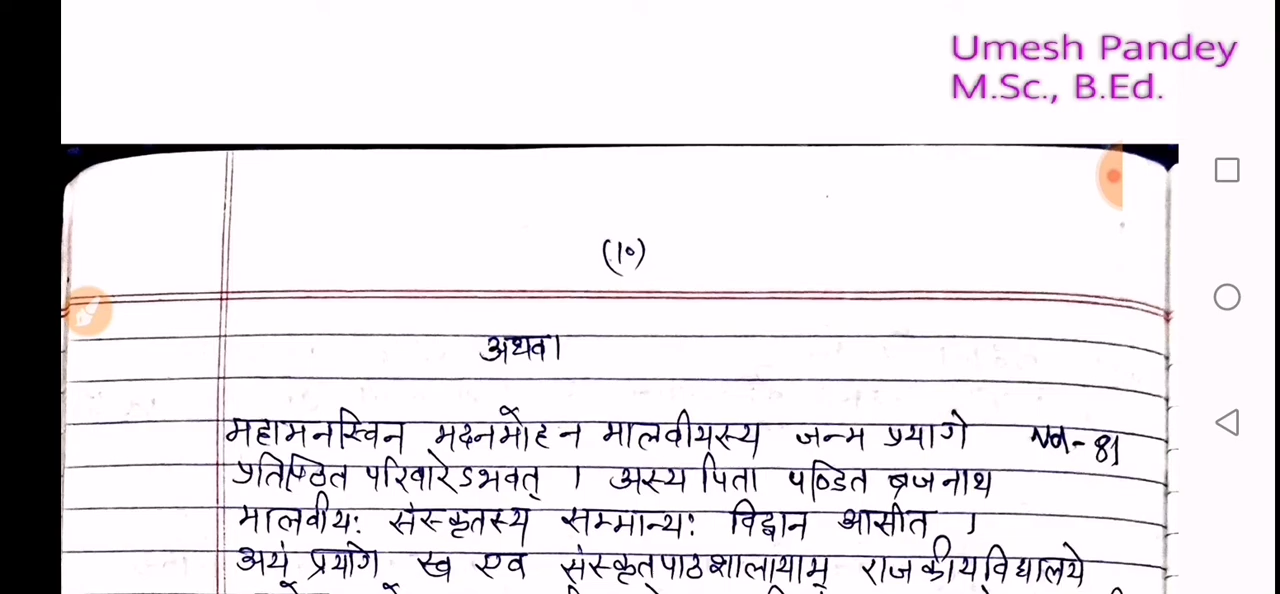 Umesh Pandey
M.Sc., B.Ed.
(१०)
अथवा
महामनस्विन मदनमोहन मालवीयस्य जन्म प्रयागे
प्रतिष्ठित परिवारेऽभवत् । अस्य पिता पण्डित ब्रजनाथ
मालवीयः संस्कृतस्य सम्मान्यः विद्वान आसीत ।
अयं प्रयागे स्व एव संस्कृतपाठशालायाम् राजकीयविद्यालये